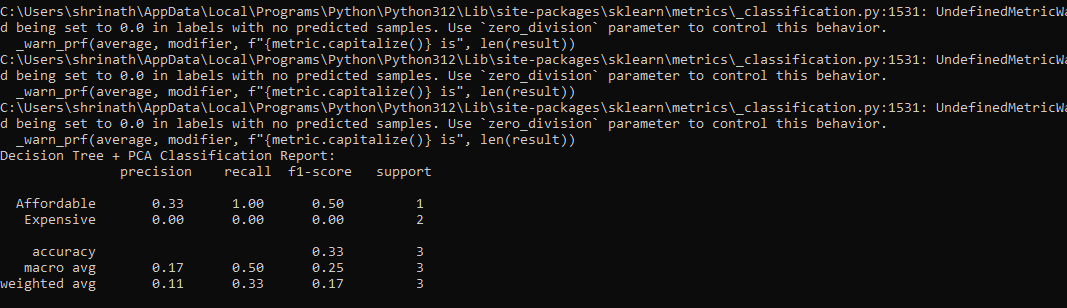 C:\Users\shrinath\AppData\Local\Programs\Python\Python312\Lib\site-packages\sklearn\metrics\_classification.py:1531: UndefinedMetricWa
d being set to 0.0 in labels with no predicted samples. Use `zero_division` parameter to control this behavior.
  _warn_prf(average, modifier, f"{metric.capitalize()} is", len(result))
C:\Users\shrinath\AppData\Local\Programs\Python\Python312\Lib\site-packages\sklearn\metrics\_classification.py:1531: UndefinedMetricWa
d being set to 0.0 in labels with no predicted samples. Use `zero_division` parameter to control this behavior.
  _warn_prf(average, modifier, f"{metric.capitalize()} is", len(result))
C:\Users\shrinath\AppData\Local\Programs\Python\Python312\Lib\site-packages\sklearn\metrics\_classification.py:1531: UndefinedMetricWa
d being set to 0.0 in labels with no predicted samples. Use `zero_division` parameter to control this behavior.
  _warn_prf(average, modifier, f"{metric.capitalize()} is", len(result))
Decision Tree + PCA Classification Report:
              precision    recall  f1-score   support
  Affordable       0.33      1.00      0.50         1
   Expensive       0.00      0.00      0.00         2
    accuracy                           0.33         3
   macro avg       0.17      0.50      0.25         3
weighted avg       0.11      0.33      0.17         3